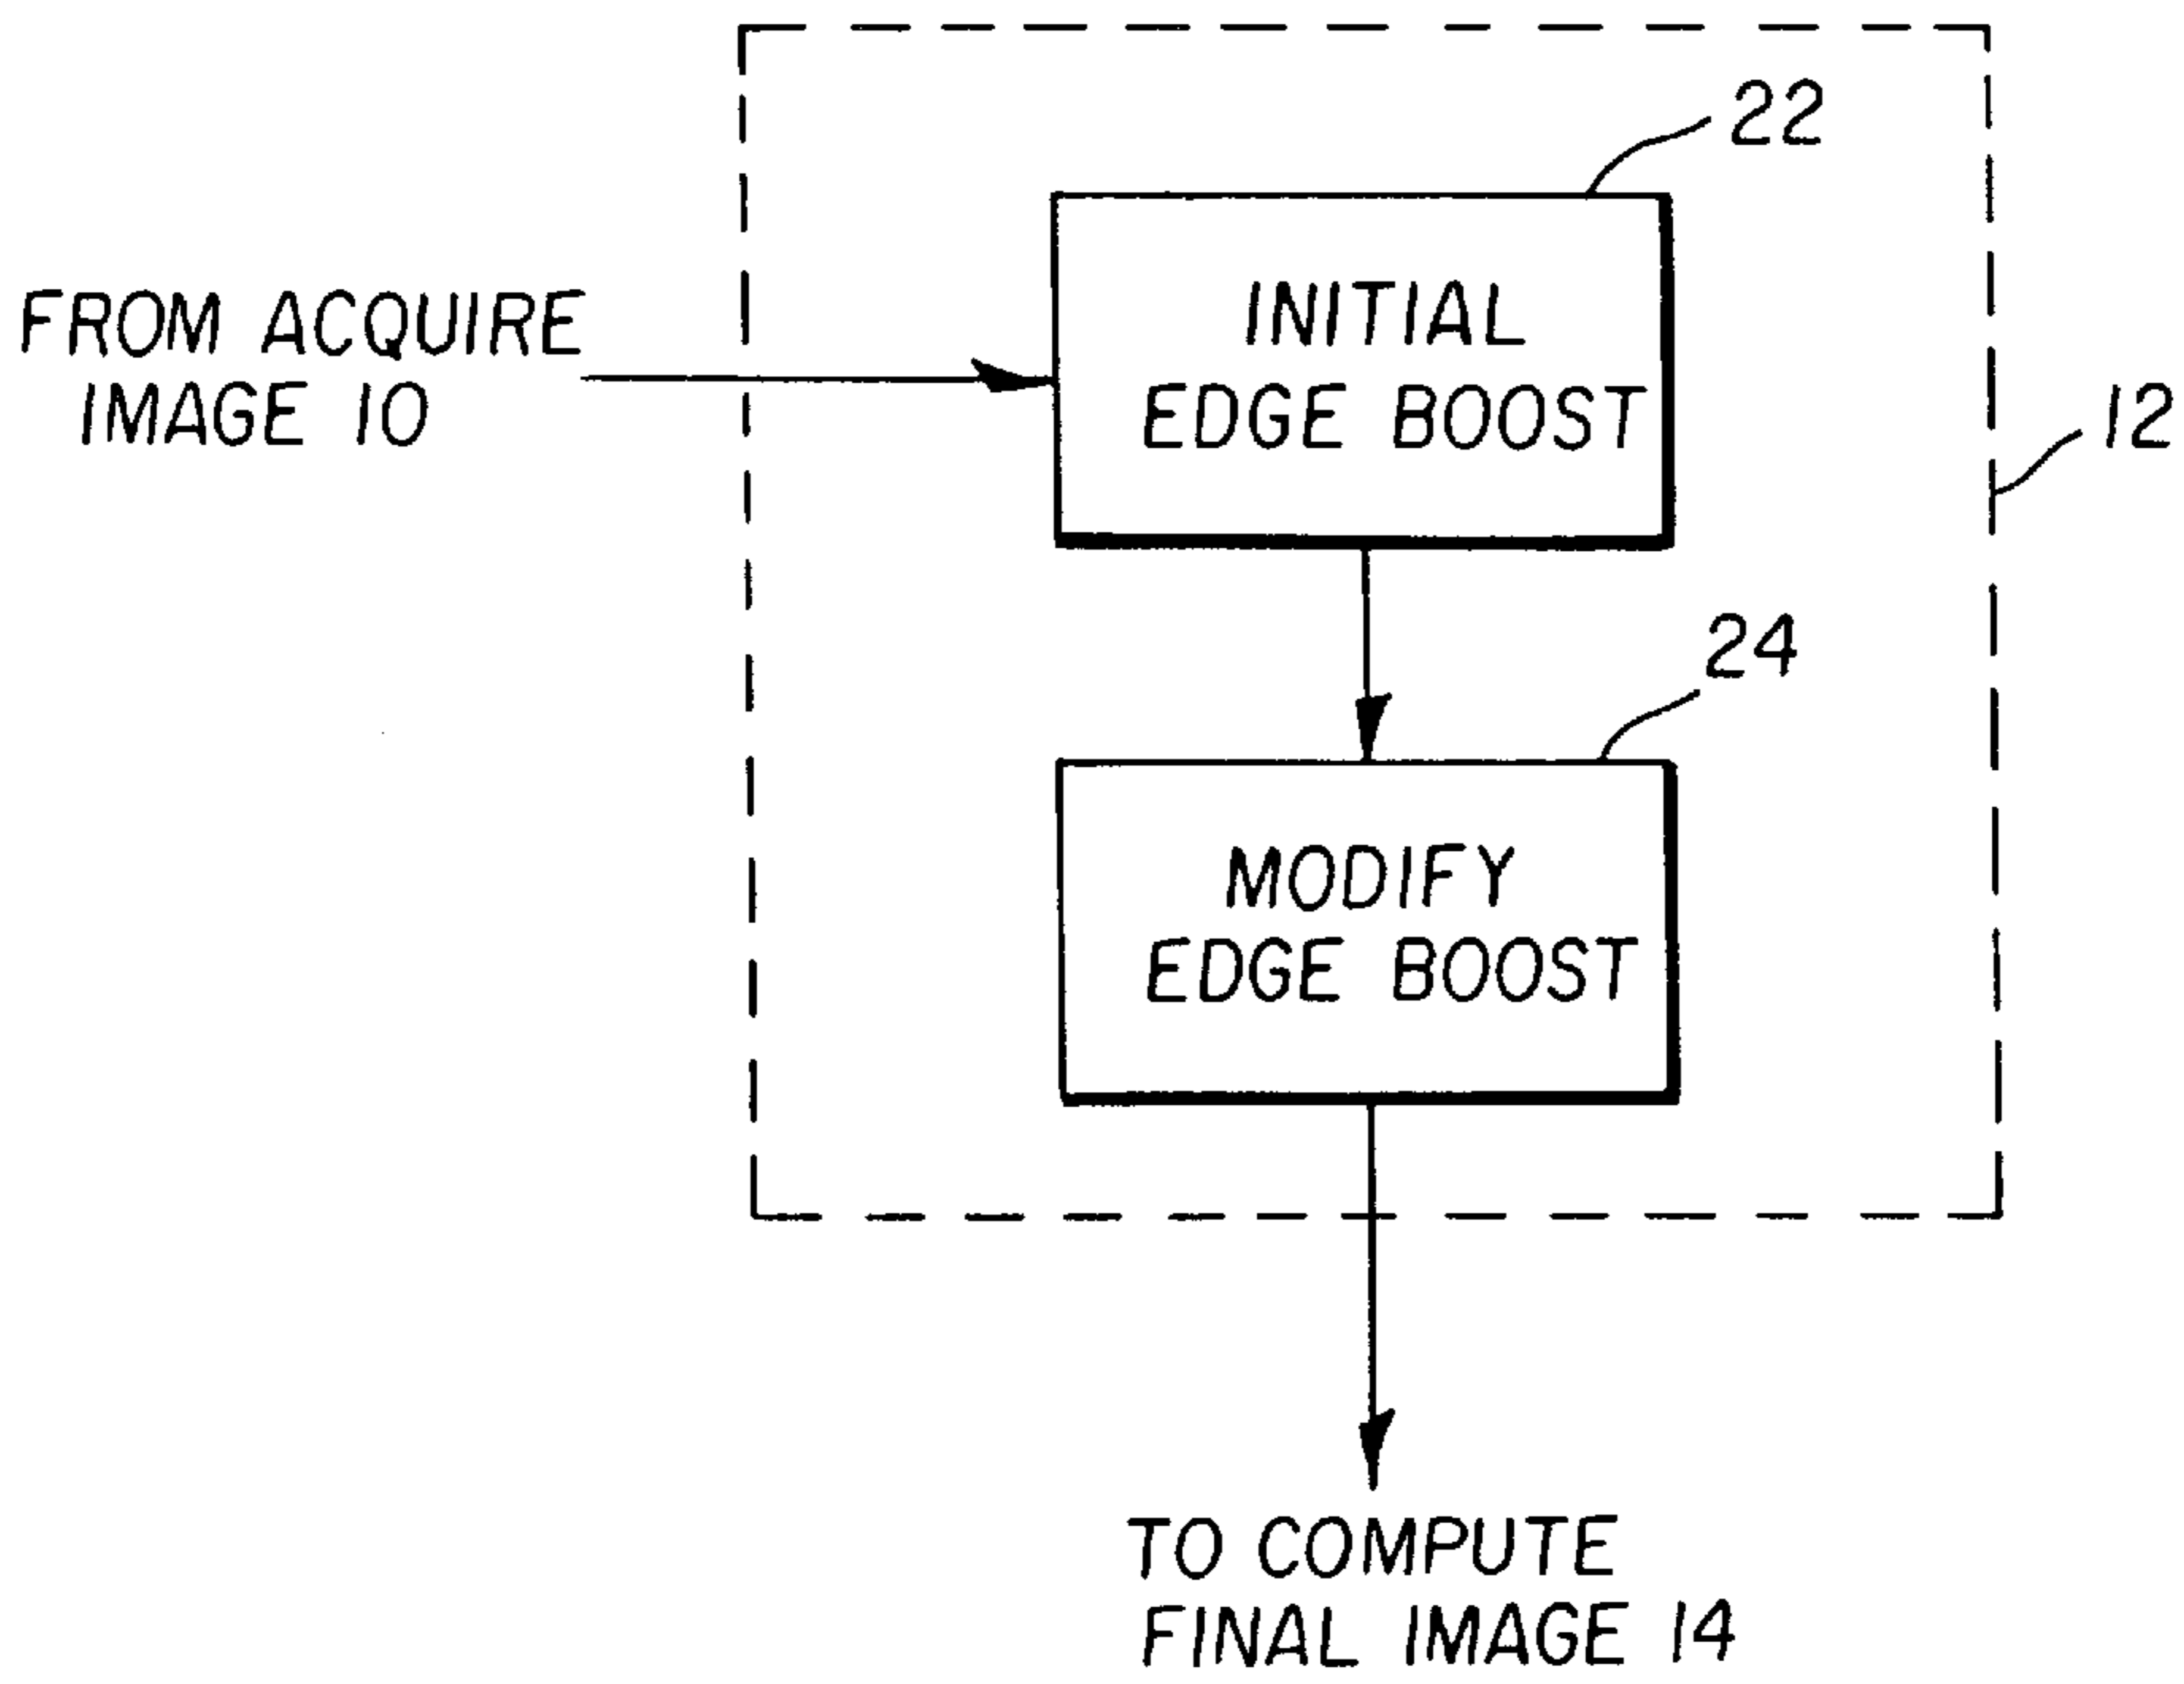 22
FROM ACQUIRE
IMAGE 10
INITIAL
EDGE BOOST
12
24
MODIFY
EDGE BOOST
TO COMPUTE
FINAL IMAGE 14